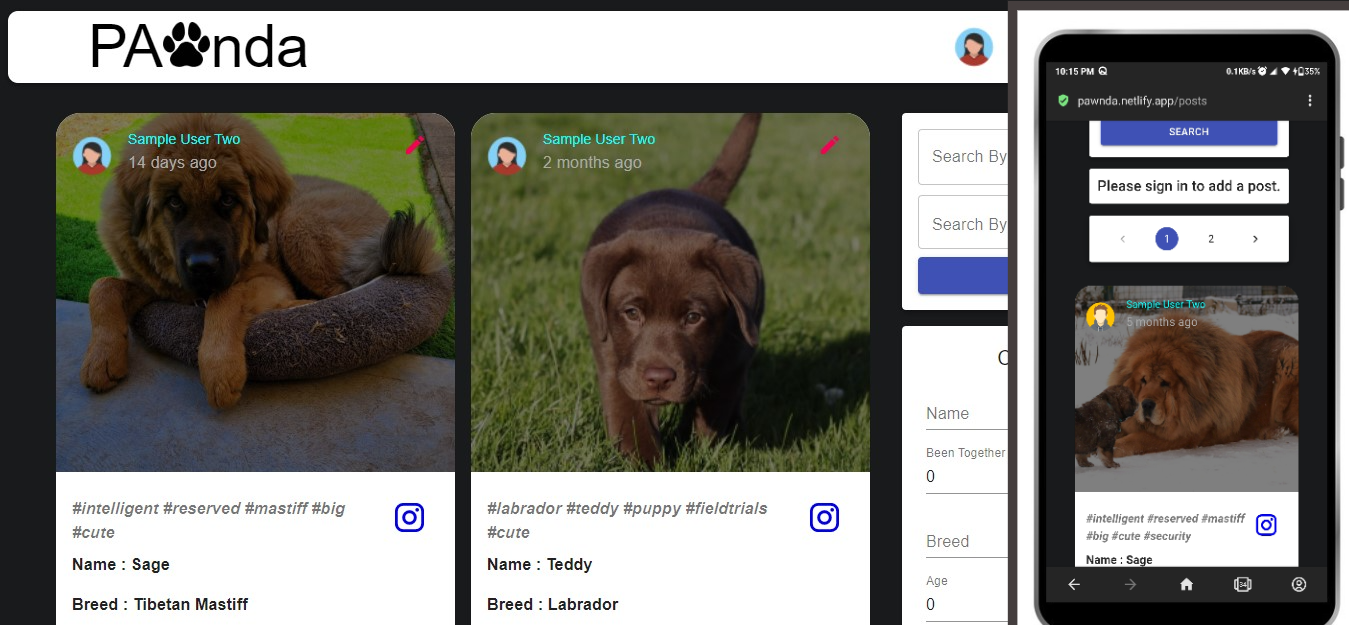 PA nda
Sample User Two
14 days ago
#intelligent #reserved #mastiff #big
#cute
Name : Sage
Breed : Tibetan Mastiff
Sample User Two
2 months ago
#labrador #teddy #puppy #fieldtrials
#cute
Name : Teddy
Breed : Labrador
Search By
Search By
C
Name
Been Together
0
Breed
Age
0
10:15 PM
0.1KB/s 35%
pawnda.netlify.app/posts
SEARCH
Please sign in to add a post.
< 1 2 >
Sample User Two
5 months ago
#intelligent #reserved #mastiff
#big #cute #security
Name : Sage
34